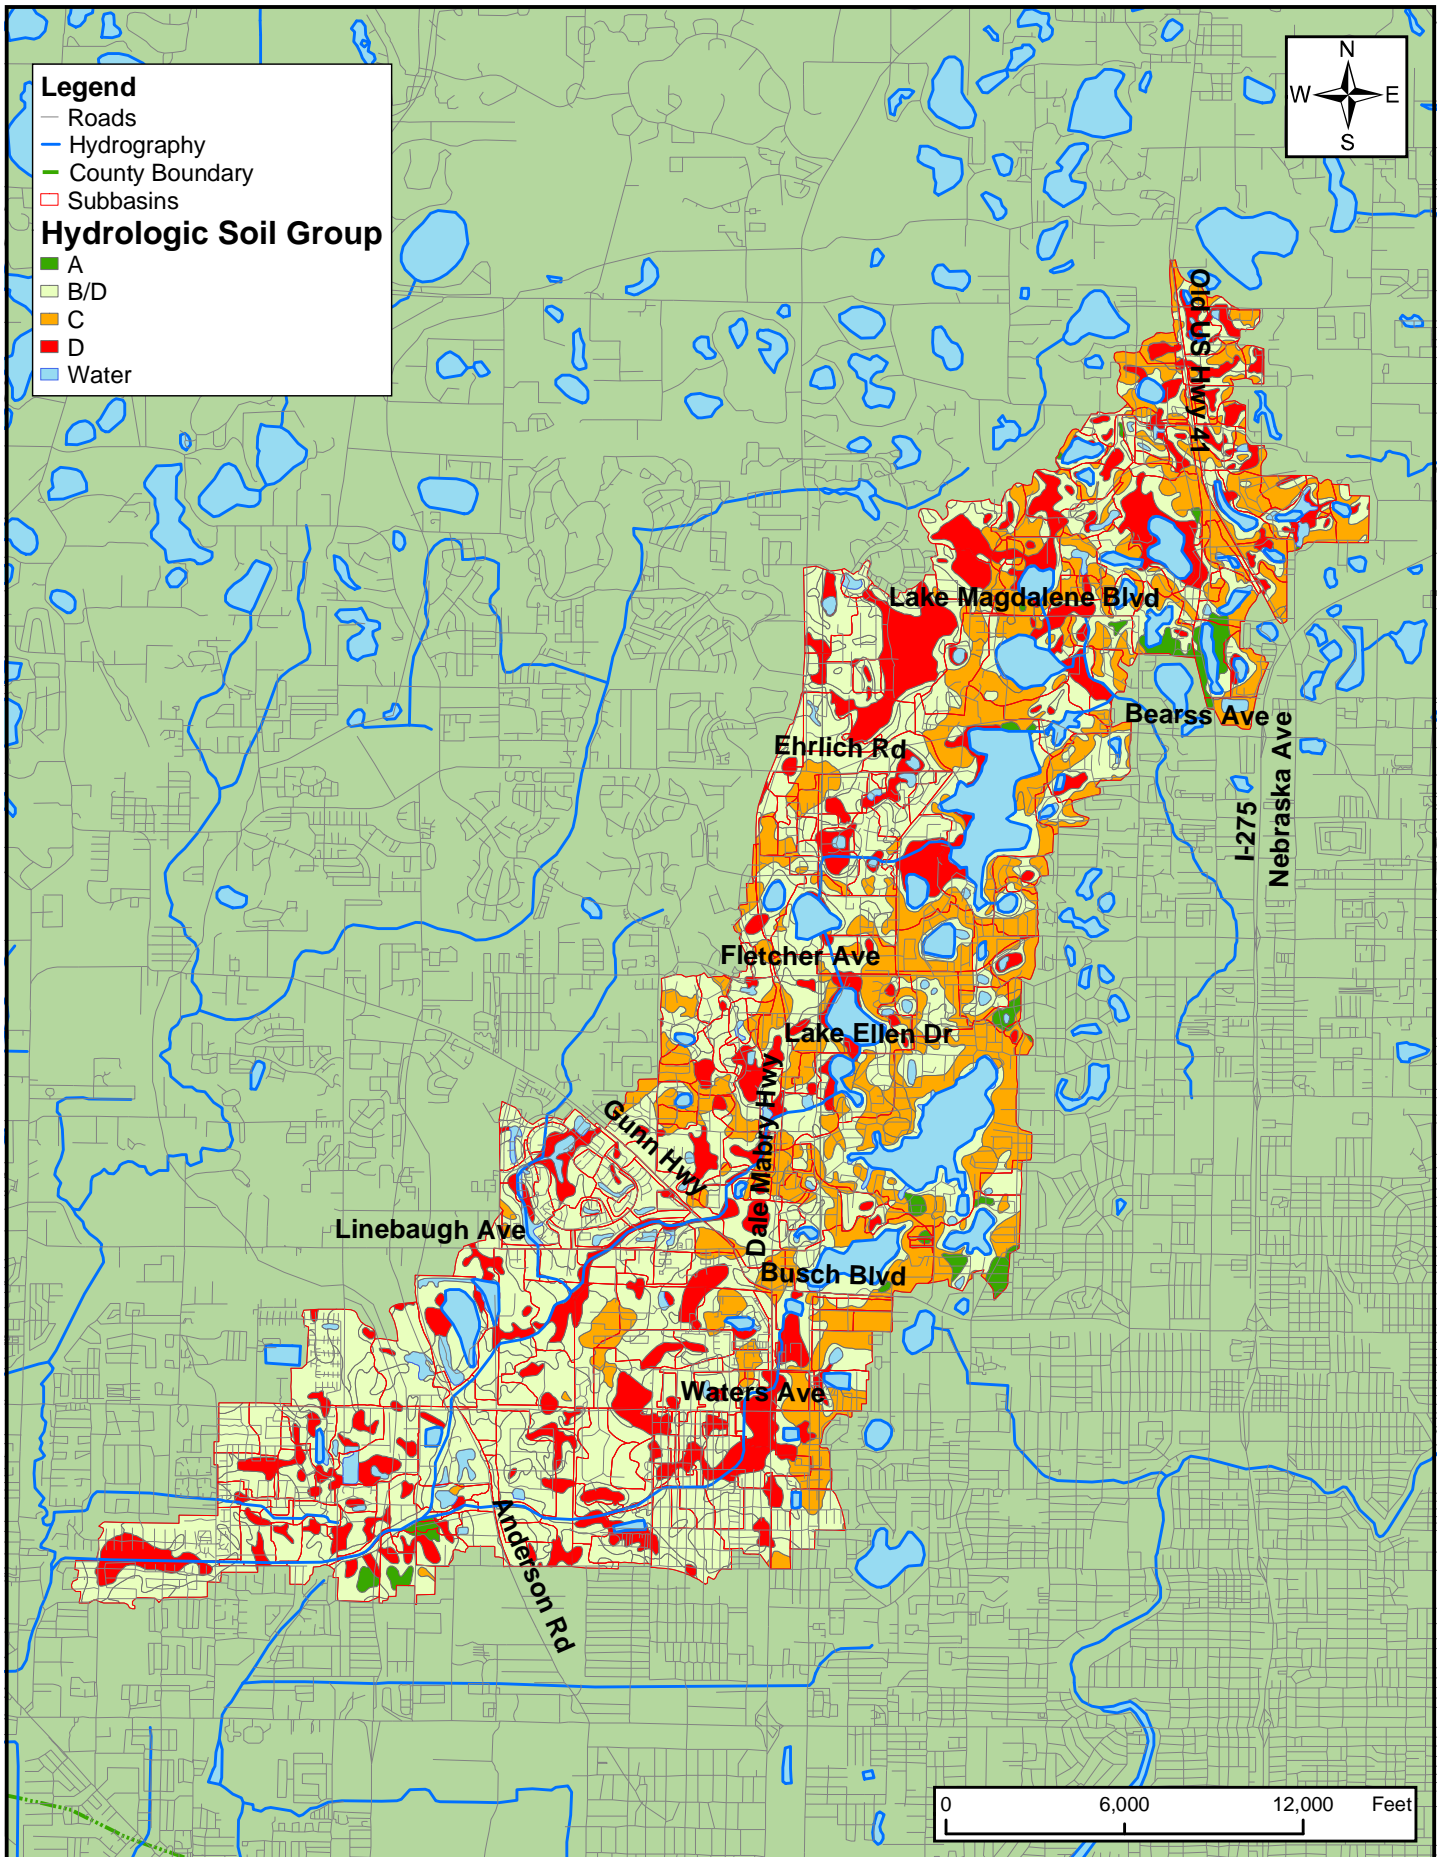 Legend
Roads
Hydrography
County Boundary
Subbasins
Hydrologic Soil Group
A
B/D
C
D
Water
N
W E
S
Old US Hwy 41
Lake Magdalene Blvd
Bearss Ave
Ehrlich Rd
I-275
Nebraska Ave
Fletcher Ave
Lake Ellen Dr
Dale Mabry Hwy
Gunn Hwy
Linebaugh Ave
Busch Blvd
Waters Ave
Anderson Rd
0 6,000 12,000 Feet